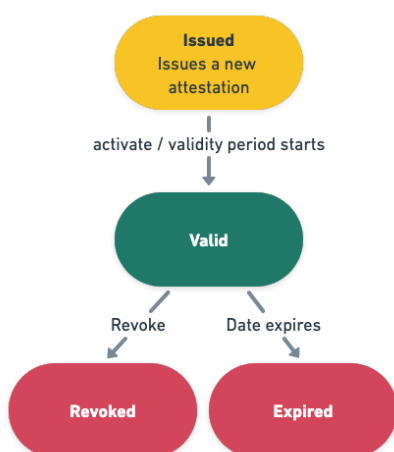 Issued
Issues a new
attestation
activate / validity period starts
Valid
Revoke
Date expires
Revoked
Expired